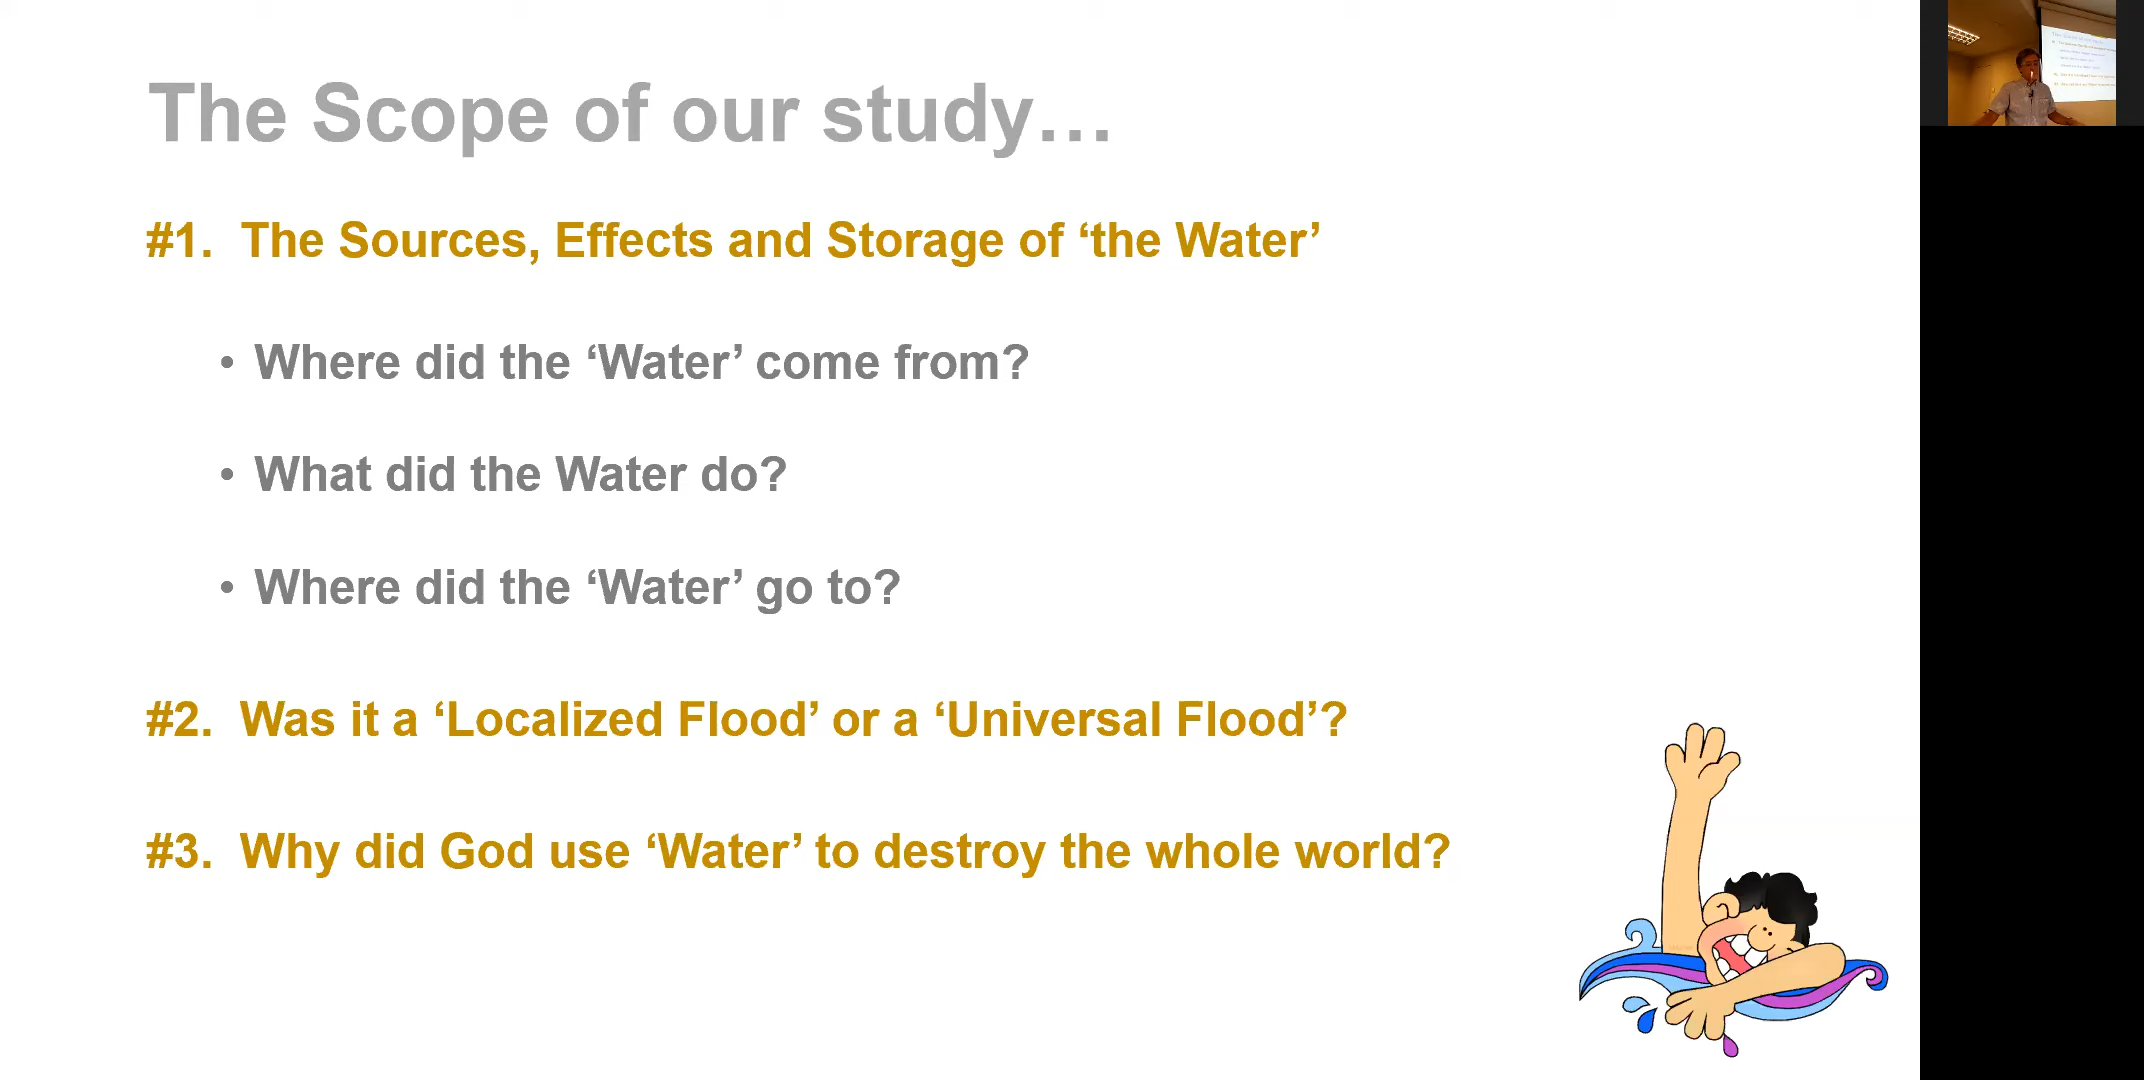 The Scope of our study…
#1. The Sources, Effects and Storage of ‘the Water’
• Where did the ‘Water’ come from?
• What did the Water do?
• Where did the ‘Water’ go to?
#2. Was it a ‘Localized Flood’ or a ‘Universal Flood’?
#3. Why did God use ‘Water’ to destroy the whole world?